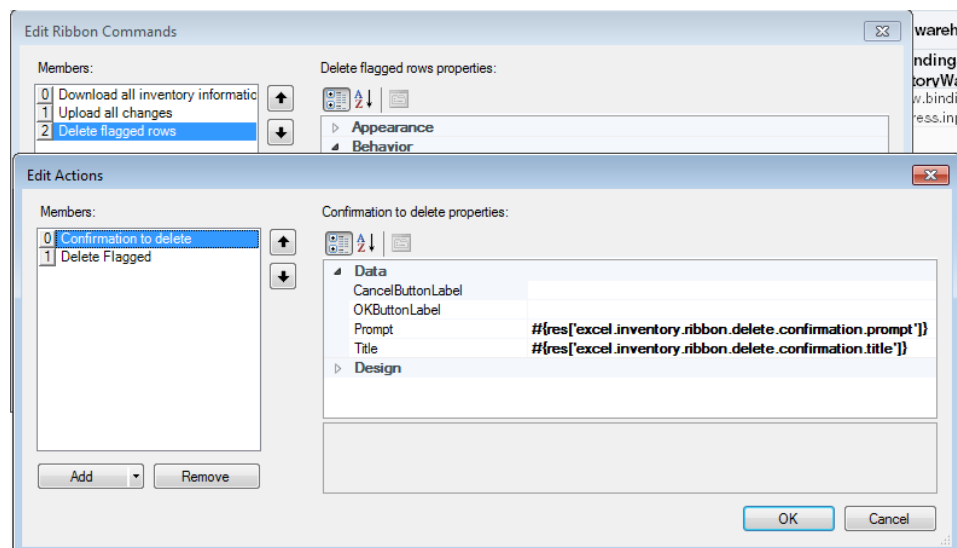 Edit Ribbon Commands
wareh
Members:
Delete flagged rows properties:
nding
toryWa
0 Download all inventory informatic
w.bindi
1 Upload all changes
ress.inp
2 Delete flagged rows
Appearance
Behavior
Edit Actions
Members:
Confirmation to delete properties:
0 Confirmation to delete
1 Delete Flagged
Data
CancelButtonLabel
OKButtonLabel
Prompt #{res['excel.inventory.ribbon.delete.confirmation.prompt']}
Title #{res['excel.inventory.ribbon.delete.confirmation.title']}
Design
Add
Remove
OK
Cancel